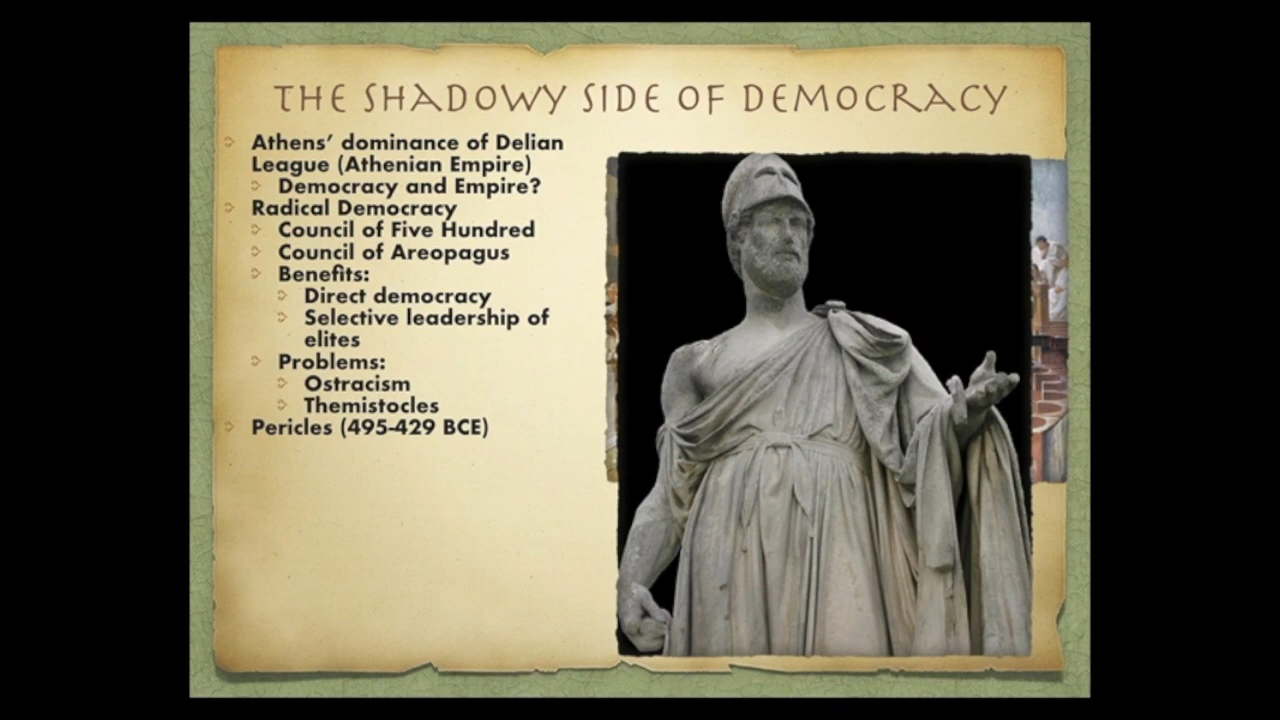 THE SHADOWY SIDE OF DEMOCRACY
Athens’ dominance of Delian
League (Athenian Empire)
Democracy and Empire?
Radical Democracy
Council of Five Hundred
Council of Areopagus
Benefits:
Direct democracy
Selective leadership of
elites
Problems:
Ostracism
Themistocles
Pericles (495-429 BCE)